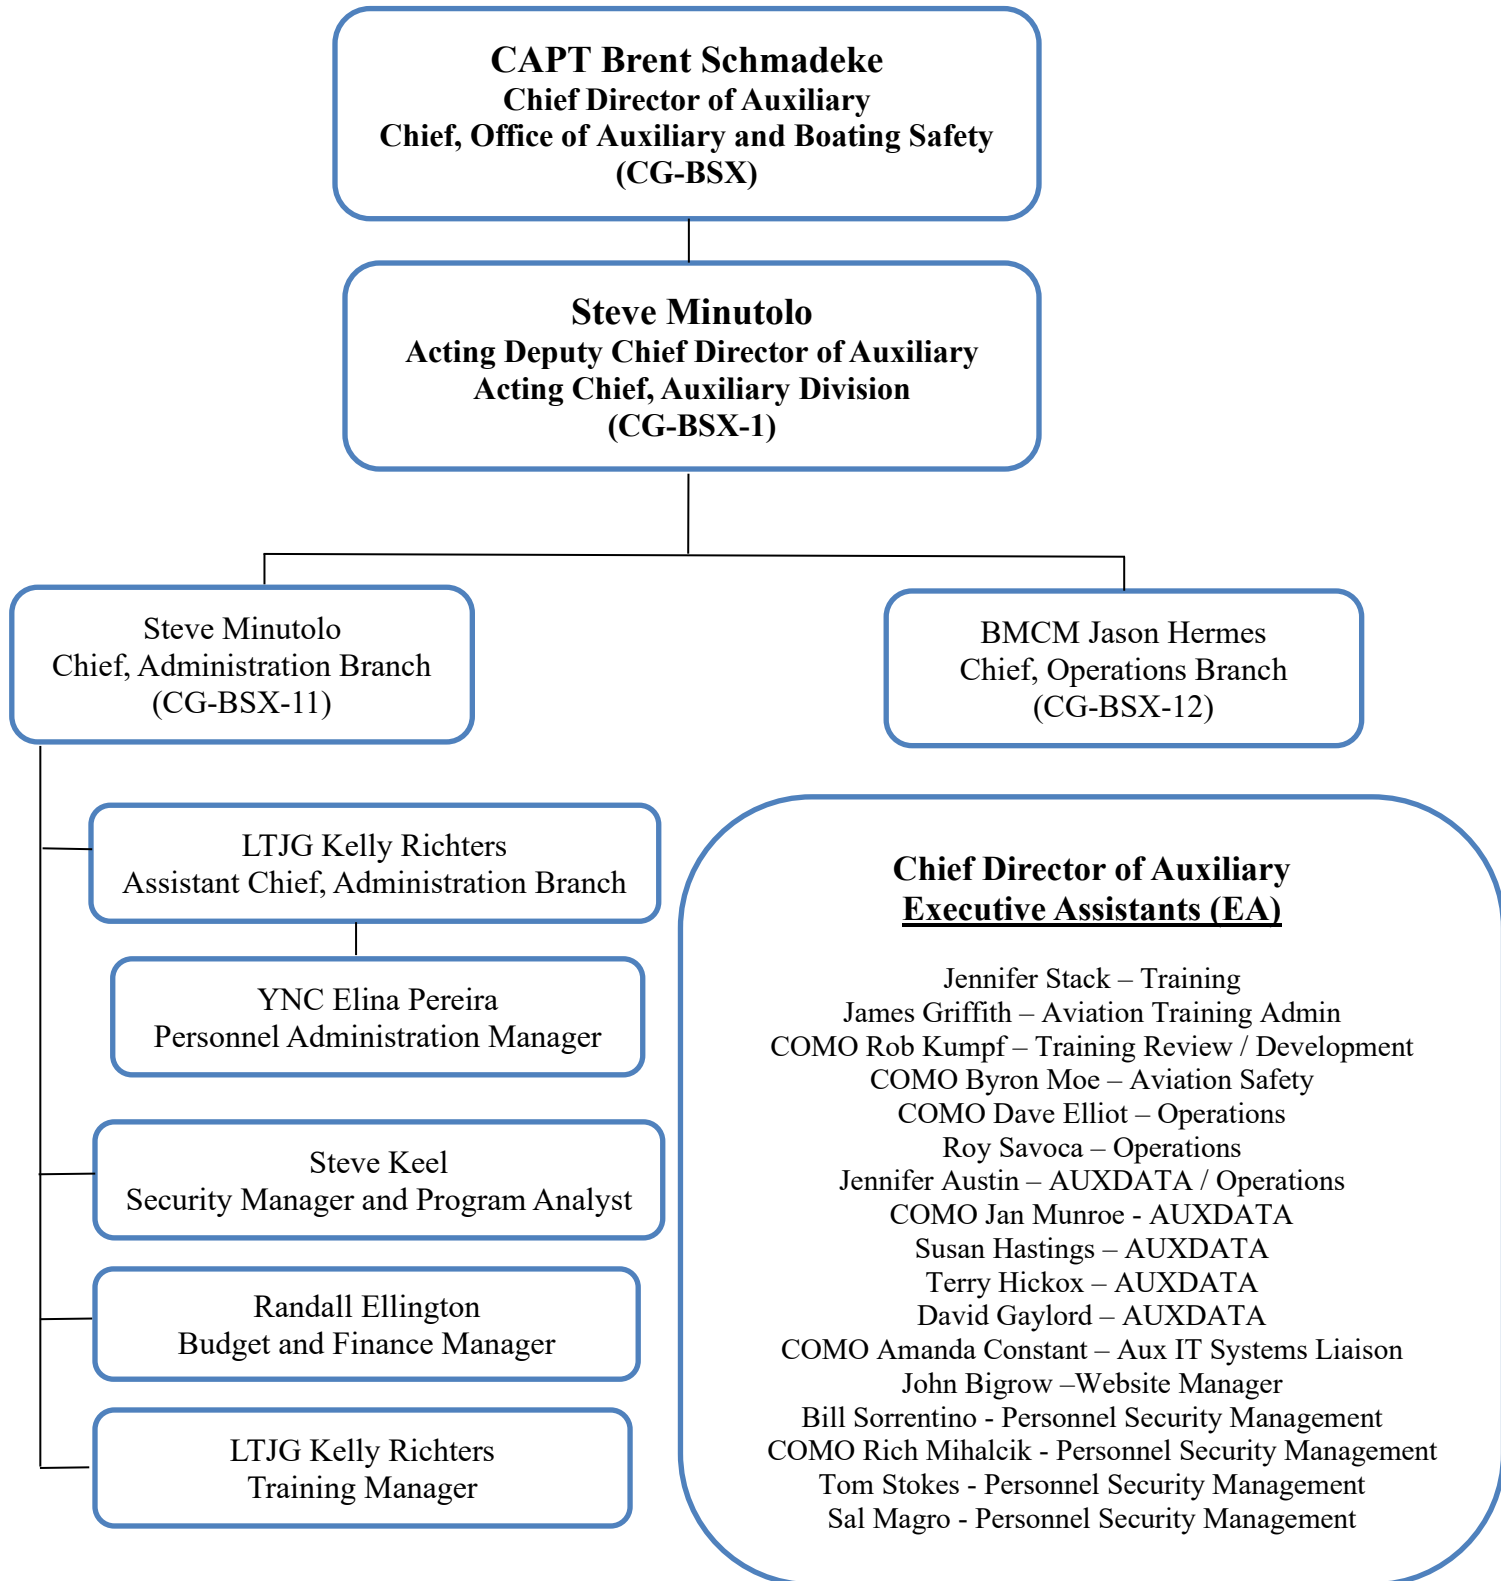 CAPT Brent Schmadeke
Chief Director of Auxiliary
Chief, Office of Auxiliary and Boating Safety
(CG-BSX)
Steve Minutolo
Acting Deputy Chief Director of Auxiliary
Acting Chief, Auxiliary Division
(CG-BSX-1)
Steve Minutolo
Chief, Administration Branch
(CG-BSX-11)
BMCM Jason Hermes
Chief, Operations Branch
(CG-BSX-12)
LTJG Kelly Richters
Assistant Chief, Administration Branch
YNC Elina Pereira
Personnel Administration Manager
Steve Keel
Security Manager and Program Analyst
Randall Ellington
Budget and Finance Manager
LTJG Kelly Richters
Training Manager
Chief Director of Auxiliary
Executive Assistants (EA)
Jennifer Stack – Training
James Griffith – Aviation Training Admin
COMO Rob Kumpf – Training Review / Development
COMO Byron Moe – Aviation Safety
COMO Dave Elliot – Operations
Roy Savoca – Operations
Jennifer Austin – AUXDATA / Operations
COMO Jan Munroe - AUXDATA
Susan Hastings – AUXDATA
Terry Hickox – AUXDATA
David Gaylord – AUXDATA
COMO Amanda Constant – Aux IT Systems Liaison
John Bigrow –Website Manager
Bill Sorrentino - Personnel Security Management
COMO Rich Mihalcik - Personnel Security Management
Tom Stokes - Personnel Security Management
Sal Magro - Personnel Security Management